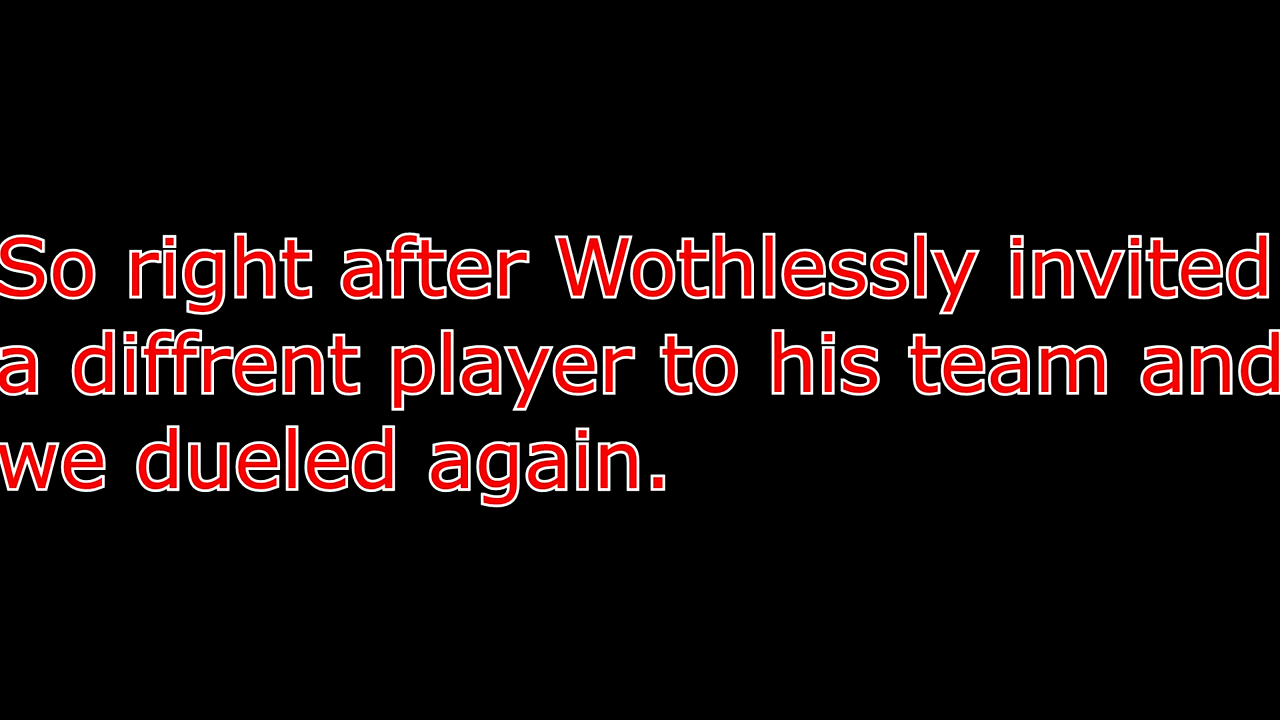 So right after Wothlessly invited
a diffrent player to his team and
we dueled again.